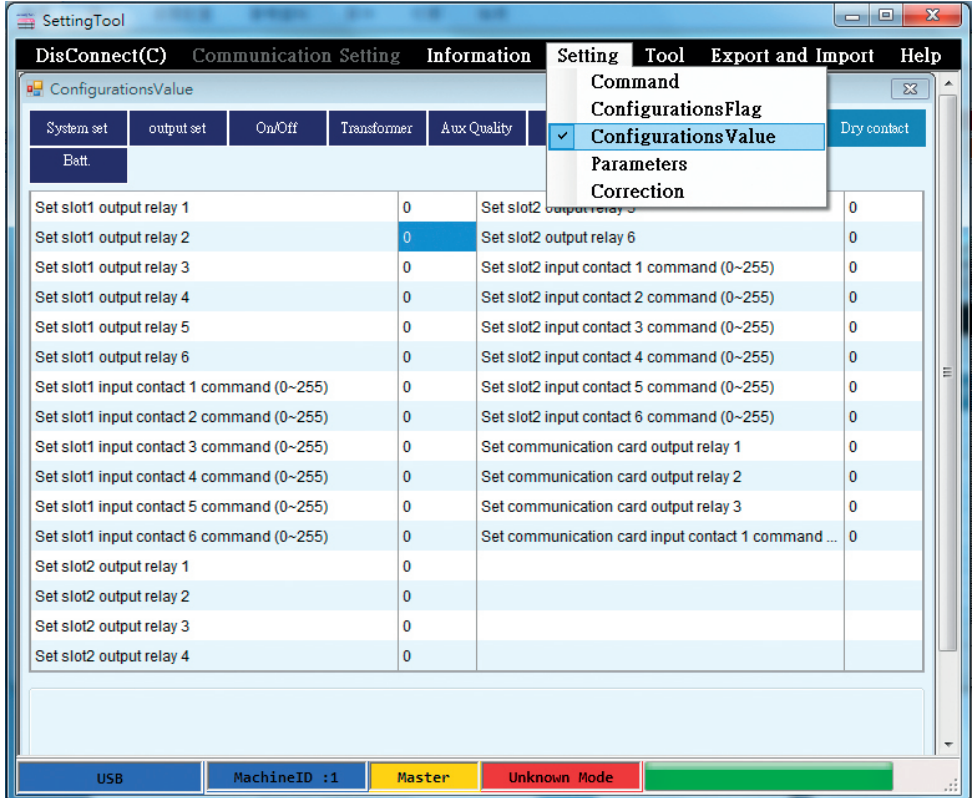 SettingTool
DisConnect(C) Communication Setting Information Setting Tool Export and Import Help
ConfigurationsValue
Command
ConfigurationsFlag
ConfigurationsValue
Parameters
Correction
System set output set On/Off Transformer Aux Quality Dry contact
Batt.
Set slot1 output relay 1 0 Set slot2 output relay 5 0
Set slot1 output relay 2 0 Set slot2 output relay 6 0
Set slot1 output relay 3 0 Set slot2 input contact 1 command (0~255) 0
Set slot1 output relay 4 0 Set slot2 input contact 2 command (0~255) 0
Set slot1 output relay 5 0 Set slot2 input contact 3 command (0~255) 0
Set slot1 output relay 6 0 Set slot2 input contact 4 command (0~255) 0
Set slot1 input contact 1 command (0~255) 0 Set slot2 input contact 5 command (0~255) 0
Set slot1 input contact 2 command (0~255) 0 Set slot2 input contact 6 command (0~255) 0
Set slot1 input contact 3 command (0~255) 0 Set communication card output relay 1 0
Set slot1 input contact 4 command (0~255) 0 Set communication card output relay 2 0
Set slot1 input contact 5 command (0~255) 0 Set communication card output relay 3 0
Set slot1 input contact 6 command (0~255) 0 Set communication card input contact 1 command ... 0
Set slot2 output relay 1 0
Set slot2 output relay 2 0
Set slot2 output relay 3 0
Set slot2 output relay 4 0
USB MachineID :1 Master Unknown Mode